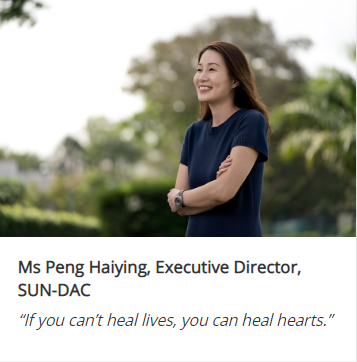 Ms Peng Haiying, Executive Director,
SUN-DAC
“If you can’t heal lives, you can heal hearts.”